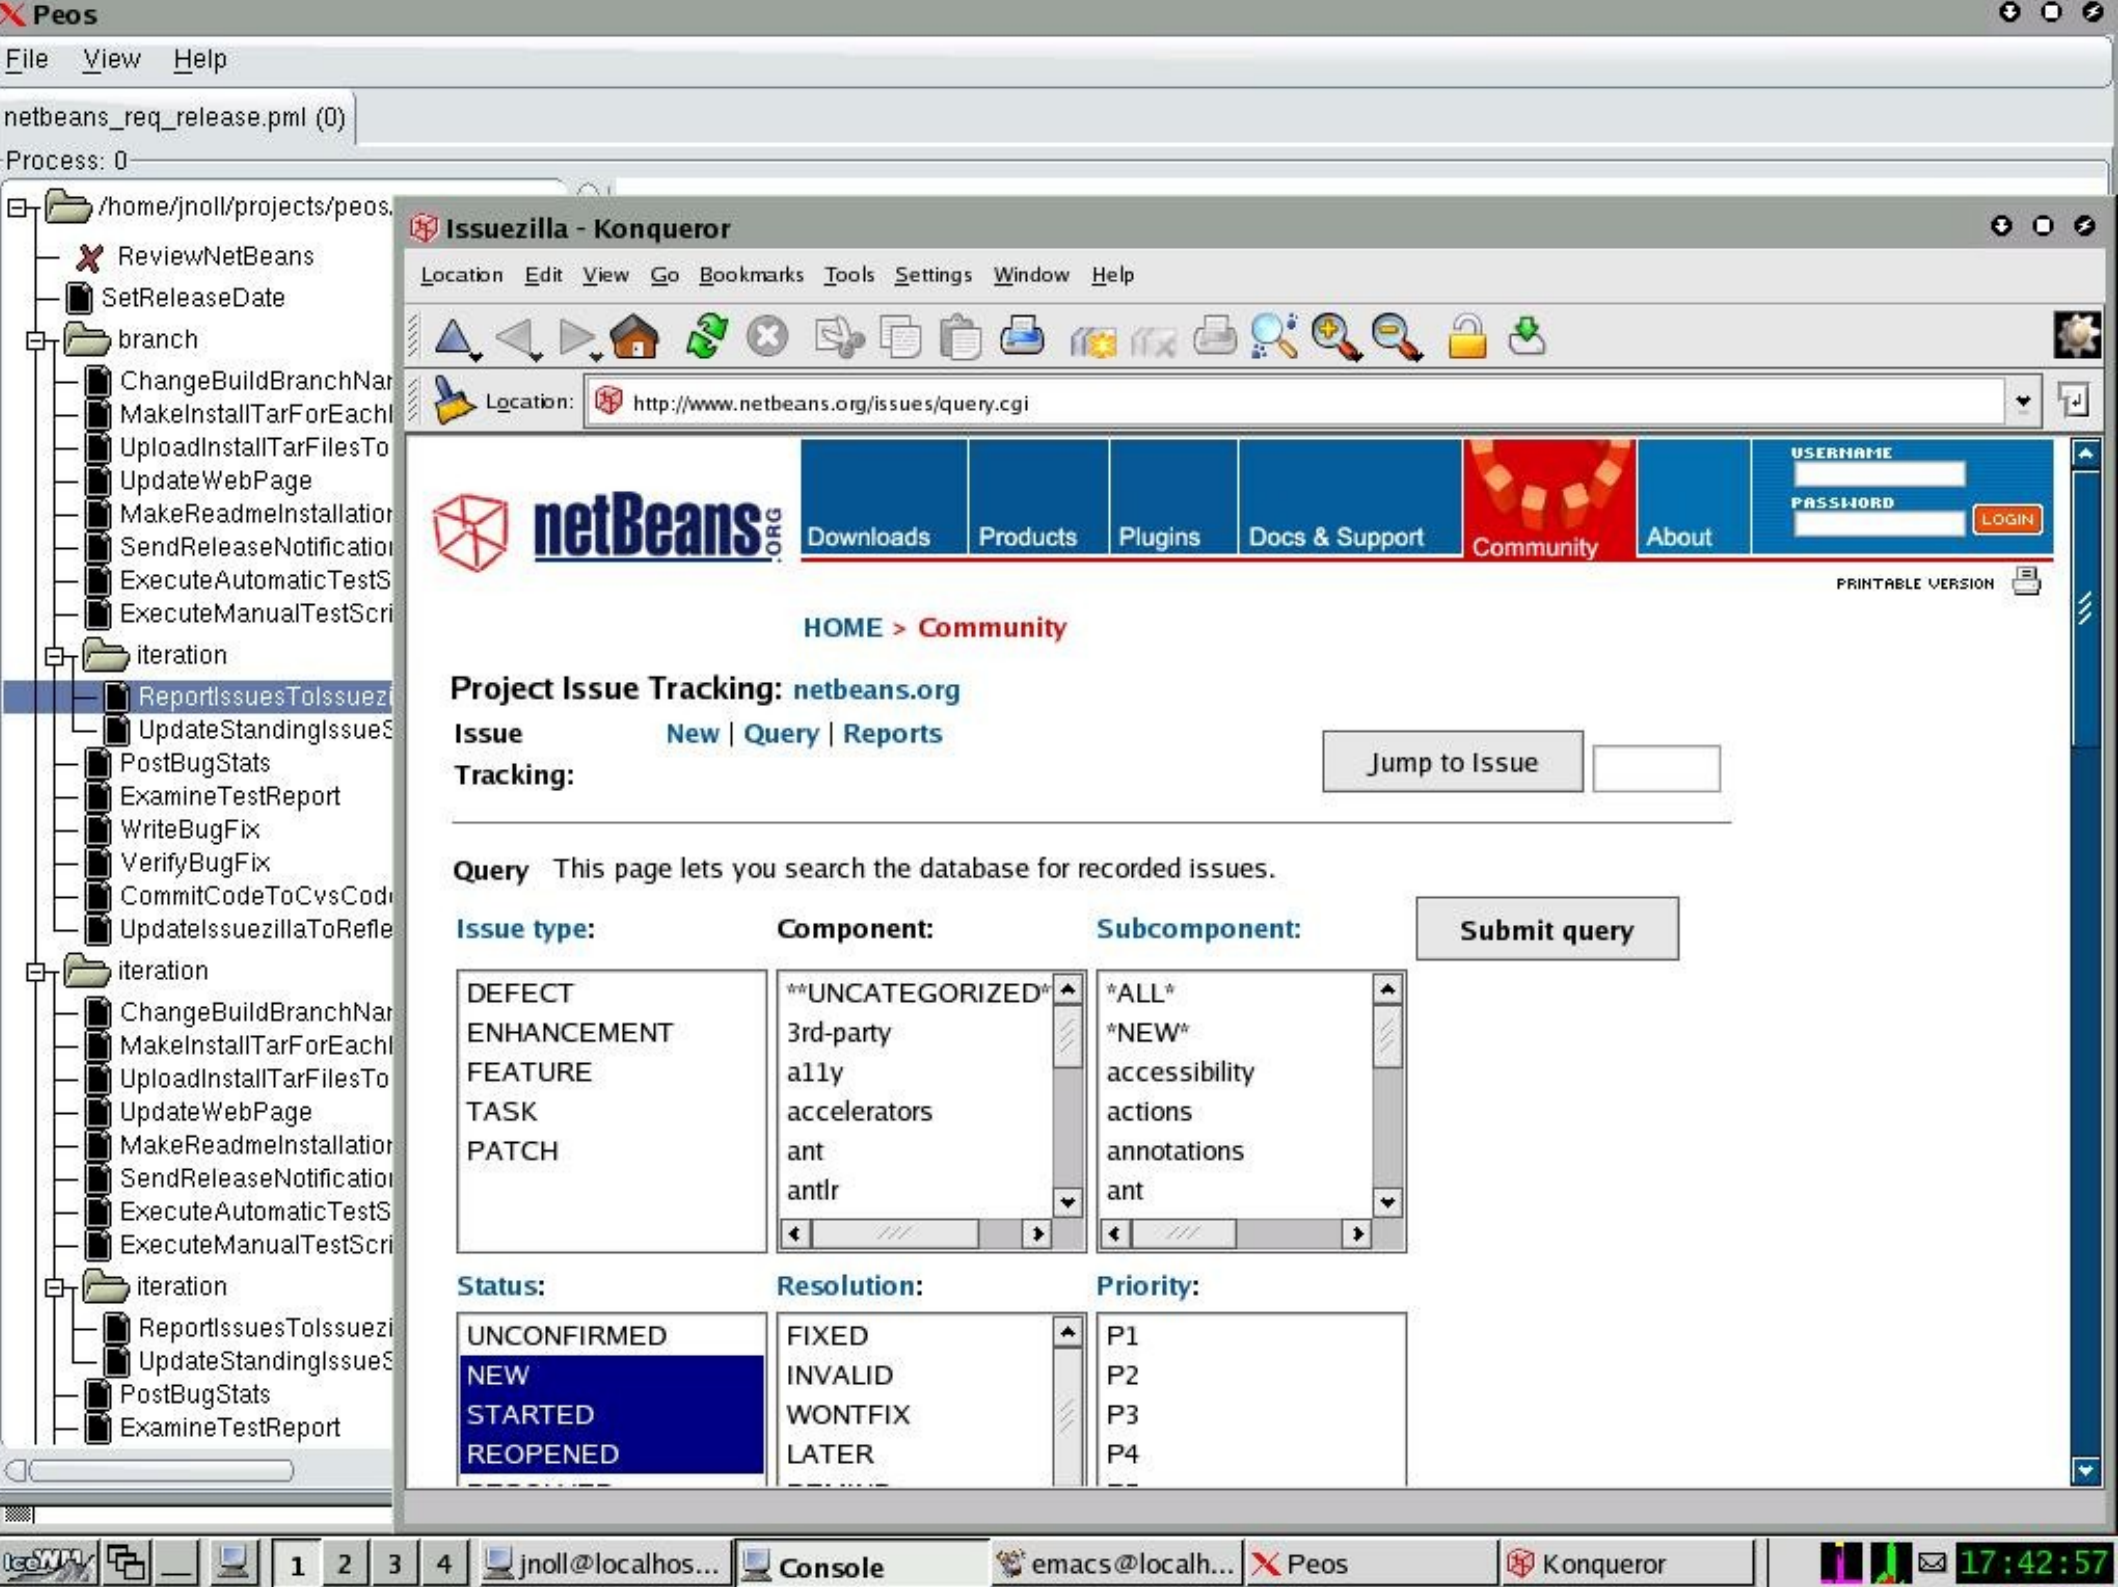 Peos
File View Help
netbeans_req_release.pml (0)
Process: 0
/home/jnoll/projects/peos.
ReviewNetBeans
SetReleaseDate
branch
ChangeBuildBranchNar
MakeInstallTarForEachI
UploadInstallTarFilesTo
UpdateWebPage
MakeReadmeInstallation
SendReleaseNotification
ExecuteAutomaticTestS
ExecuteManualTestScri
iteration
ReportIssuesToIssuezi
UpdateStandingIssueS
PostBugStats
ExamineTestReport
WriteBugFix
VerifyBugFix
CommitCodeToCvsCod
UpdateIssuezillaToRefle
iteration
ChangeBuildBranchNar
MakeInstallTarForEachI
UploadInstallTarFilesTo
UpdateWebPage
MakeReadmeInstallation
SendReleaseNotification
ExecuteAutomaticTestS
ExecuteManualTestScri
iteration
ReportIssuesToIssuezi
UpdateStandingIssueS
PostBugStats
ExamineTestReport
Issuezilla - Konqueror
Location Edit View Go Bookmarks Tools Settings Window Help
Location: http://www.netbeans.org/issues/query.cgi
netBeans.ORG
Downloads Products Plugins Docs & Support Community About
USERNAME
PASSWORD
LOGIN
PRINTABLE VERSION
HOME > Community
Project Issue Tracking: netbeans.org
Issue Tracking: New | Query | Reports
Jump to Issue
Query This page lets you search the database for recorded issues.
Submit query
Issue type:
DEFECT
ENHANCEMENT
FEATURE
TASK
PATCH
Component:
**UNCATEGORIZED*
3rd-party
a11y
accelerators
ant
antlr
Subcomponent:
*ALL*
*NEW*
accessibility
actions
annotations
ant
Status:
UNCONFIRMED
NEW
STARTED
REOPENED
Resolution:
FIXED
INVALID
WONTFIX
LATER
Priority:
P1
P2
P3
P4
IceWM 1 2 3 4 jnoll@localhos... Console emacs@localh... Peos Konqueror 17:42:57